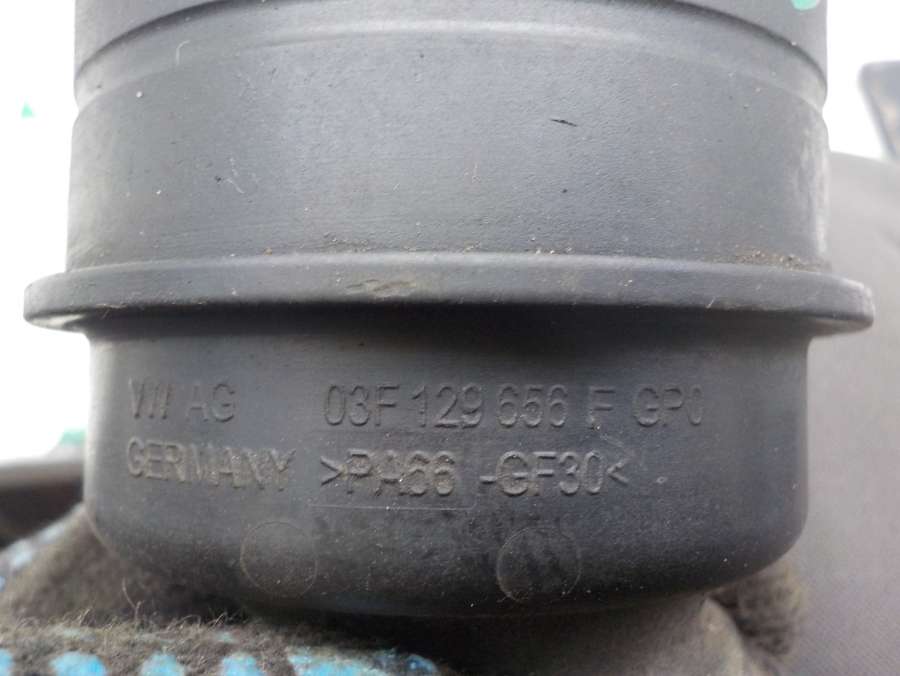 VW AG 03F 129 656 F GP0
GERMANY >PA66 -GF30<